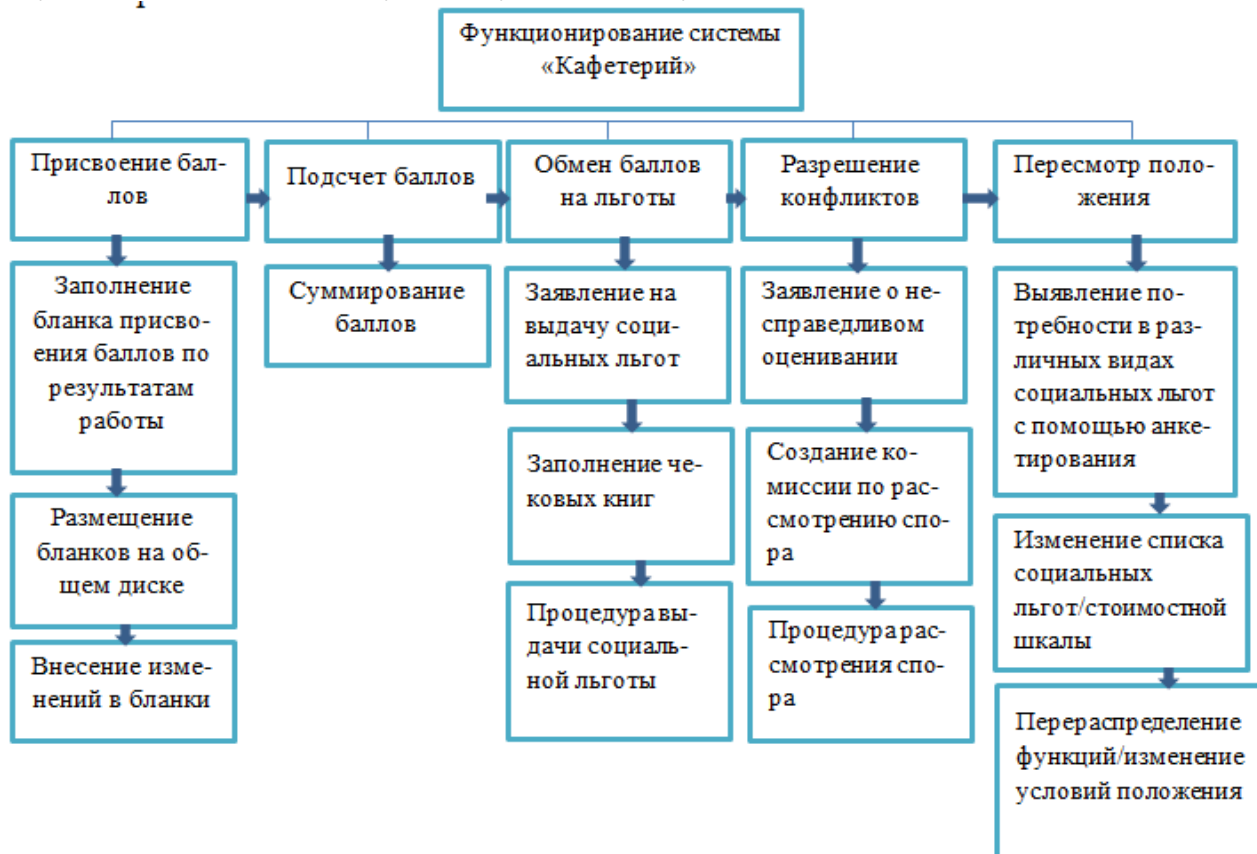 Функционирование системы
«Кафетерий»
Присвоение бал-
лов
Подсчет баллов
Обмен баллов
на льготы
Разрешение
конфликтов
Пересмотр поло-
жения
Заполнение
бланка присво-
ения баллов по
результатам
работы
Размещение
бланков на об-
щем диске
Внесение изме-
нений в бланки
Суммирование
баллов
Заявление на
выдачу соци-
альных льгот
Заполнение че-
ковых книг
Процедура вы-
дачи социаль-
ной льготы
Заявление о не-
справедливом
оценивании
Создание ко-
миссии по рас-
смотрению спо-
ра
Процедура рас-
смотрения спо-
ра
Выявление по-
требности в раз-
личных видах
социальных льгот
с помощью анке-
тирования
Изменение списка
социальных
льгот/стоимостной
шкалы
Перераспределение
функций/изменение
условий положения